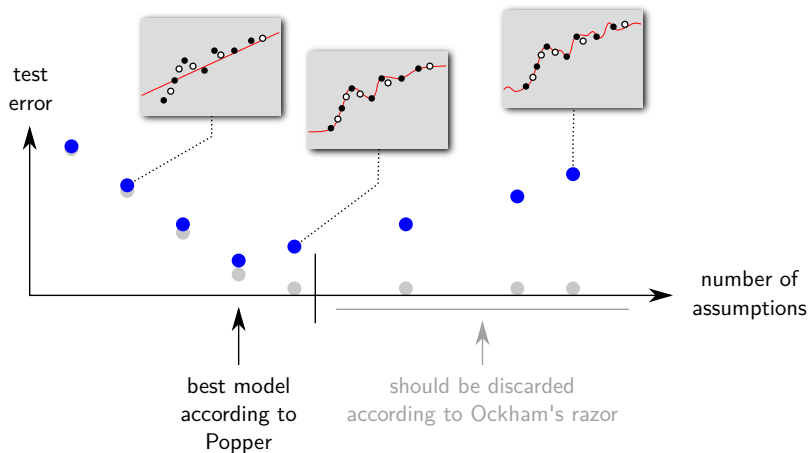 test
error
number of
assumptions
best model
according to
Popper
should be discarded
according to Ockham's razor